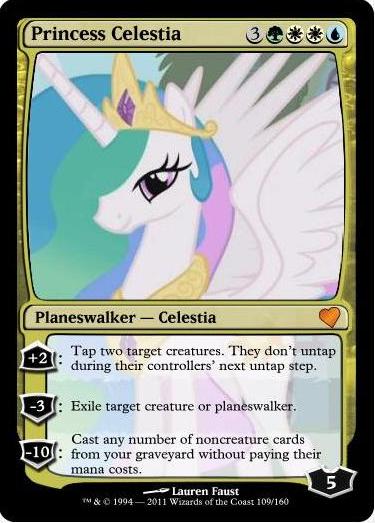 Princess Celestia 3
Planeswalker — Celestia
+2: Tap two target creatures. They don't untap
during their controllers' next untap step.
-3: Exile target creature or planeswalker.
-10: Cast any number of noncreature cards
from your graveyard without paying their
mana costs.
5
Lauren Faust
™ & © 1994 — 2011 Wizards of the Coast 109/160